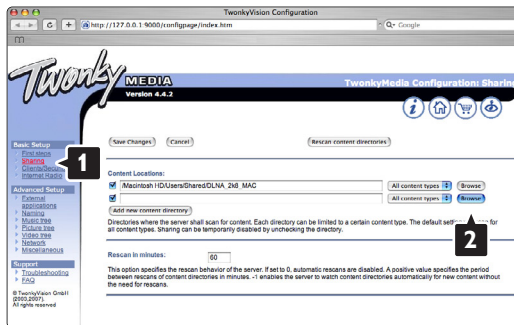 TwonkyVision Configuration
http://127.0.0.1:9000/configpage/index.htm
Google
Twonky
MEDIA
Version 4.4.2
TwonkyMedia Configuration: Sharing
Basic Setup
First steps
Sharing
Clients/Security
Internet Radio
Advanced Setup
External
applications
Naming
Music tree
Picture tree
Video tree
Network
Miscellaneous
Support
Troubleshooting
FAQ
© TwonkyVision GmbH
(2003,2007).
All rights reserved
1
Save Changes Cancel Rescan content directories
Content Locations:
/Macintosh HD/Users/Shared/DLNA_2k8_MAC All content types Browse
All content types Browse
Add new content directory
2
Directories where the server shall scan for content. Each directory can be limited to a certain content type. The default for
all content types. Sharing can be temporarily disabled by unchecking the directory.
Rescan in minutes: 60
This option specifies the rescan behavior of the server. If set to 0, automatic rescans are disabled. A positive value specifies the period
between rescans of content directories in minutes. -1 enables the server to watch content directories automatically for new content without
the need for rescans.